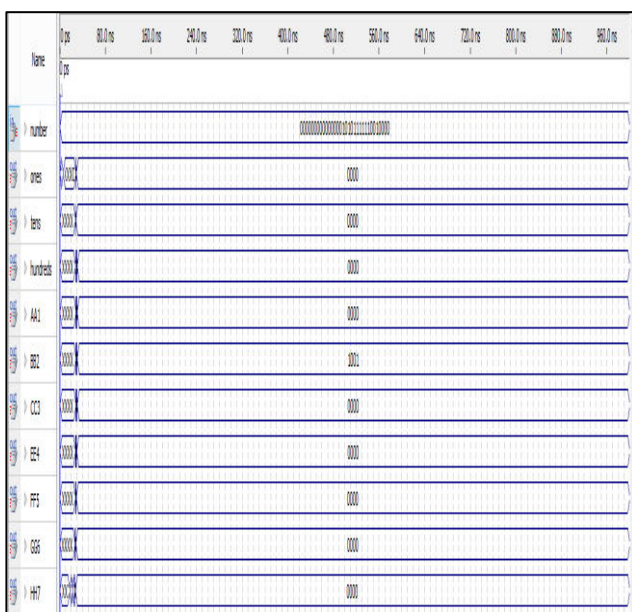 Name 0 ps 80.0 ns 160.0 ns 240.0 ns 320.0 ns 400.0 ns 480.0 ns 560.0 ns 640.0 ns 720.0 ns 800.0 ns 880.0 ns 960.0 ns
0 ps
number
ones 0000
tens 0000
hundreds 0000
AA1 0000
BB2 1001
CC3 0000
EE4 0000
FF5 0000
GG6 0000
HH7 0000